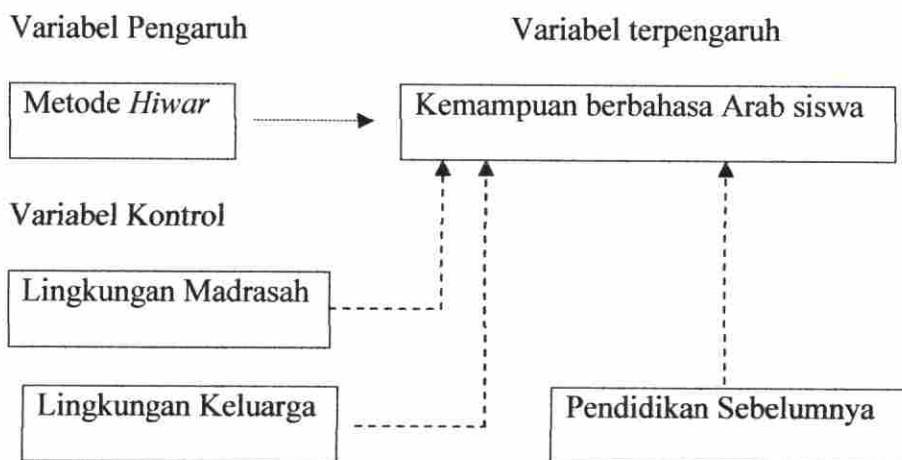 Variabel Pengaruh
Variabel terpengaruh
Metode Hiwar
Kemampuan berbahasa Arab siswa
Variabel Kontrol
Lingkungan Madrasah
Lingkungan Keluarga
Pendidikan Sebelumnya